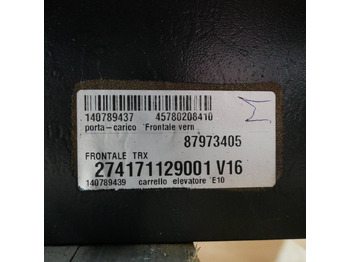 140789437 45780208410
porta-carico 'Frontale vern
87973405
FRONTALE TRX
274171129001 V16
140789439 carrello elevatore 'E10